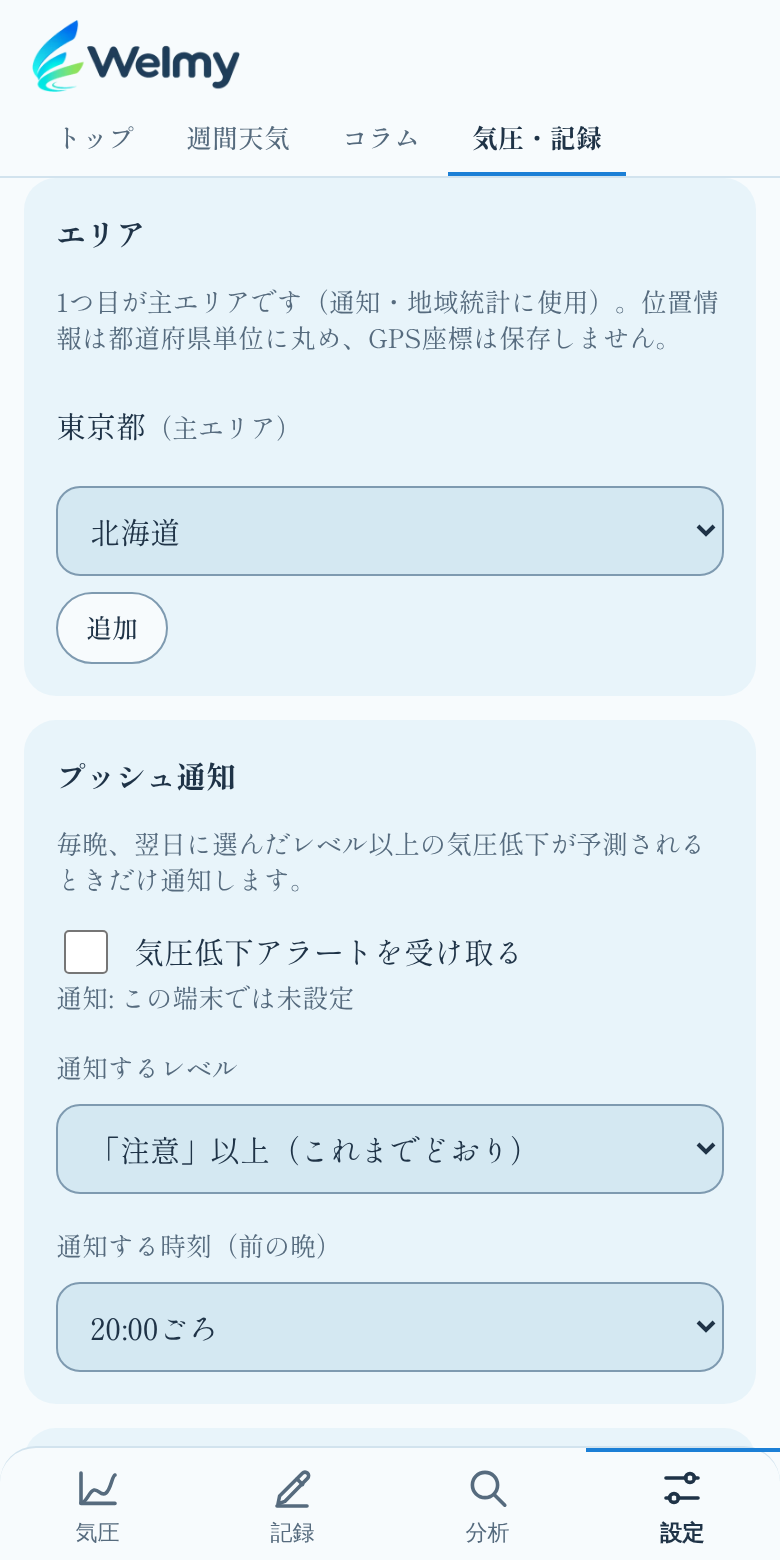 Welmy
トップ 週間天気 コラム 気圧・記録
エリア
1つ目が主エリアです（通知・地域統計に使用）。位置情
報は都道府県単位に丸め、GPS座標は保存しません。
東京都（主エリア）
北海道
追加
プッシュ通知
毎晩、翌日に選んだレベル以上の気圧低下が予測される
ときだけ通知します。
気圧低下アラートを受け取る
通知: この端末では未設定
通知するレベル
「注意」以上（これまでどおり）
通知する時刻（前の晩）
20:00ごろ
気圧 記録 分析 設定